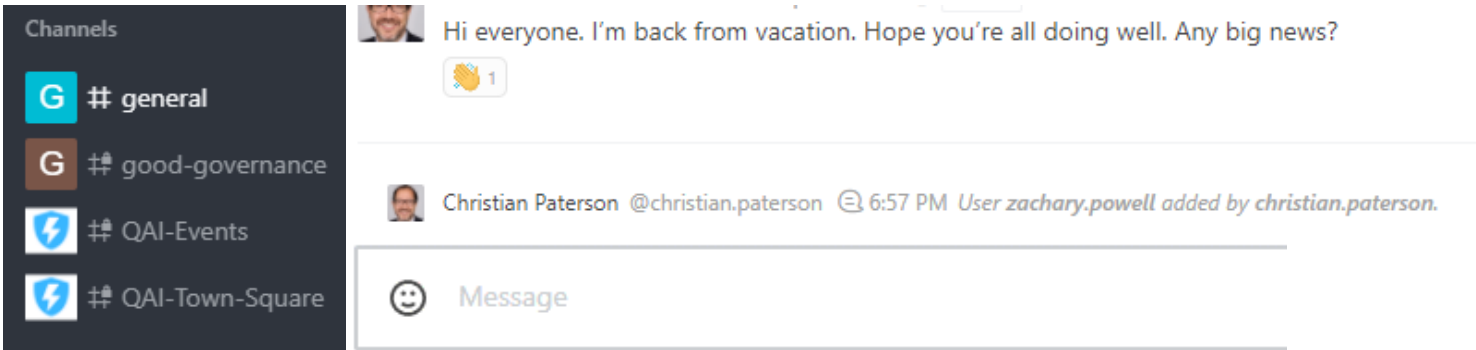 Channels
G # general
G # good-governance
# QAI-Events
# QAI-Town-Square
Hi everyone. I’m back from vacation. Hope you’re all doing well. Any big news?
1
Christian Paterson @christian.paterson 6:57 PM User zachary.powell added by christian.paterson.
Message